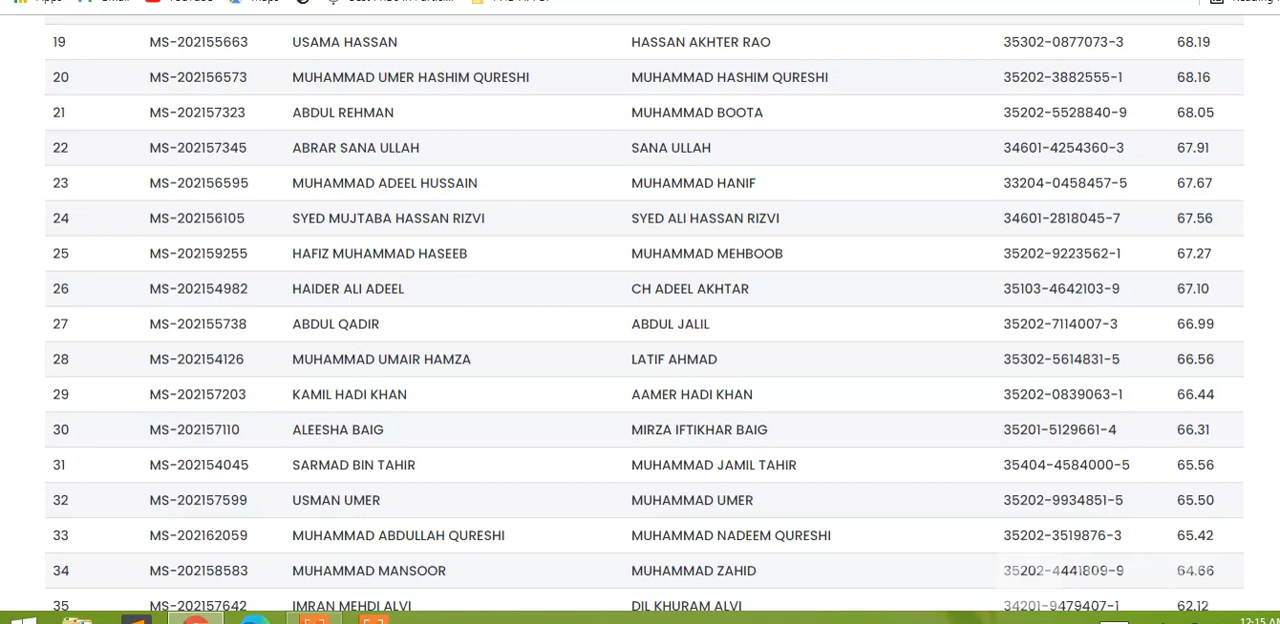 19 MS-202155663 USAMA HASSAN HASSAN AKHTER RAO 35302-0877073-3 68.19
20 MS-202156573 MUHAMMAD UMER HASHIM QURESHI MUHAMMAD HASHIM QURESHI 35202-3882555-1 68.16
21 MS-202157323 ABDUL REHMAN MUHAMMAD BOOTA 35202-5528840-9 68.05
22 MS-202157345 ABRAR SANA ULLAH SANA ULLAH 34601-4254360-3 67.91
23 MS-202156595 MUHAMMAD ADEEL HUSSAIN MUHAMMAD HANIF 33204-0458457-5 67.67
24 MS-202156105 SYED MUJTABA HASSAN RIZVI SYED ALI HASSAN RIZVI 34601-2818045-7 67.56
25 MS-202159255 HAFIZ MUHAMMAD HASEEB MUHAMMAD MEHBOOB 35202-9223562-1 67.27
26 MS-202154982 HAIDER ALI ADEEL CH ADEEL AKHTAR 35103-4642103-9 67.10
27 MS-202155738 ABDUL QADIR ABDUL JALIL 35202-7114007-3 66.99
28 MS-202154126 MUHAMMAD UMAIR HAMZA LATIF AHMAD 35302-5614831-5 66.56
29 MS-202157203 KAMIL HADI KHAN AAMER HADI KHAN 35202-0839063-1 66.44
30 MS-202157110 ALEESHA BAIG MIRZA IFTIKHAR BAIG 35201-5129661-4 66.31
31 MS-202154045 SARMAD BIN TAHIR MUHAMMAD JAMIL TAHIR 35404-4584000-5 65.56
32 MS-202157599 USMAN UMER MUHAMMAD UMER 35202-9934851-5 65.50
33 MS-202162059 MUHAMMAD ABDULLAH QURESHI MUHAMMAD NADEEM QURESHI 35202-3519876-3 65.42
34 MS-202158583 MUHAMMAD MANSOOR MUHAMMAD ZAHID 35202-4441809-9 64.66
35 MS-202157642 IMRAN MEHDI ALVI DIL KHURAM ALVI 34201-9479407-1 62.12